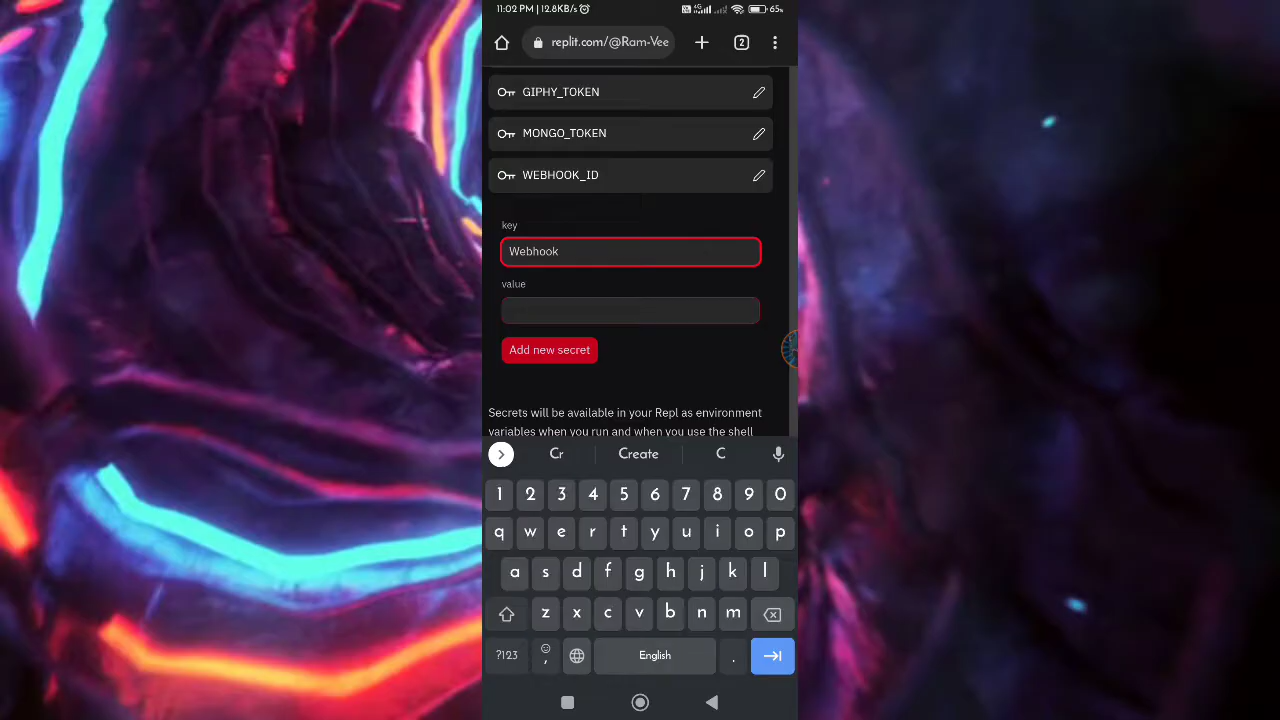 11:02 PM | 12.8KB/s
65%
replit.com/@Ram-Vee
2
GIPHY_TOKEN
MONGO_TOKEN
WEBHOOK_ID
key
Webhook
value
Add new secret
Secrets will be available in your Repl as environment
variables when you run and when you use the shell
Cr Create C
1 2 3 4 5 6 7 8 9 0
q w e r t y u i o p
a s d f g h j k l
z x c v b n m
?123 , English .